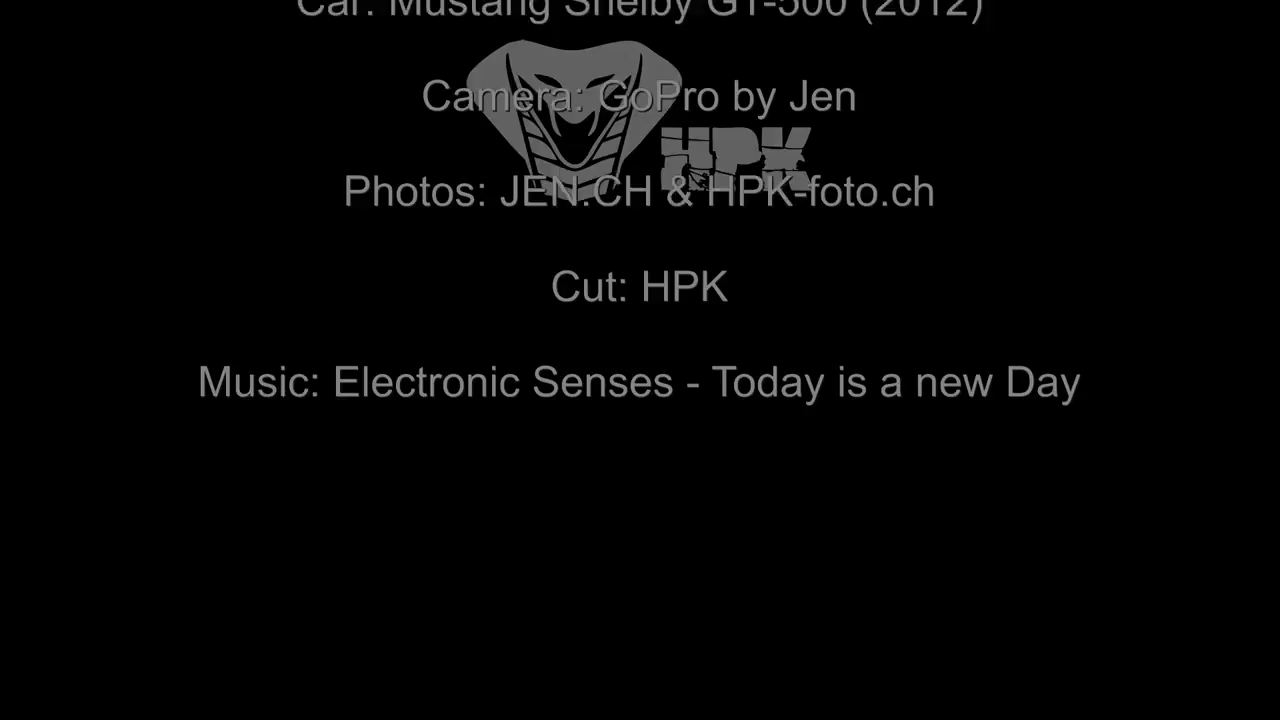 Car: Mustang Shelby GT-500 (2012)
Camera: GoPro by Jen
HPK
Photos: JEN.CH & HPK-foto.ch
Cut: HPK
Music: Electronic Senses - Today is a new Day